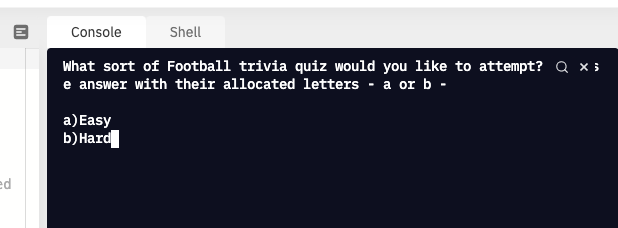 Console
Shell
What sort of Football trivia quiz would you like to attempt? s
e answer with their allocated letters - a or b -
a)Easy
b)Hard
ed